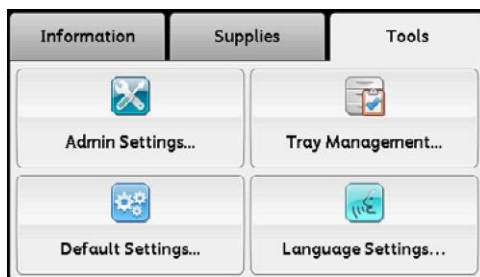 Information Supplies Tools
Admin Settings... Tray Management...
Default Settings... Language Settings...